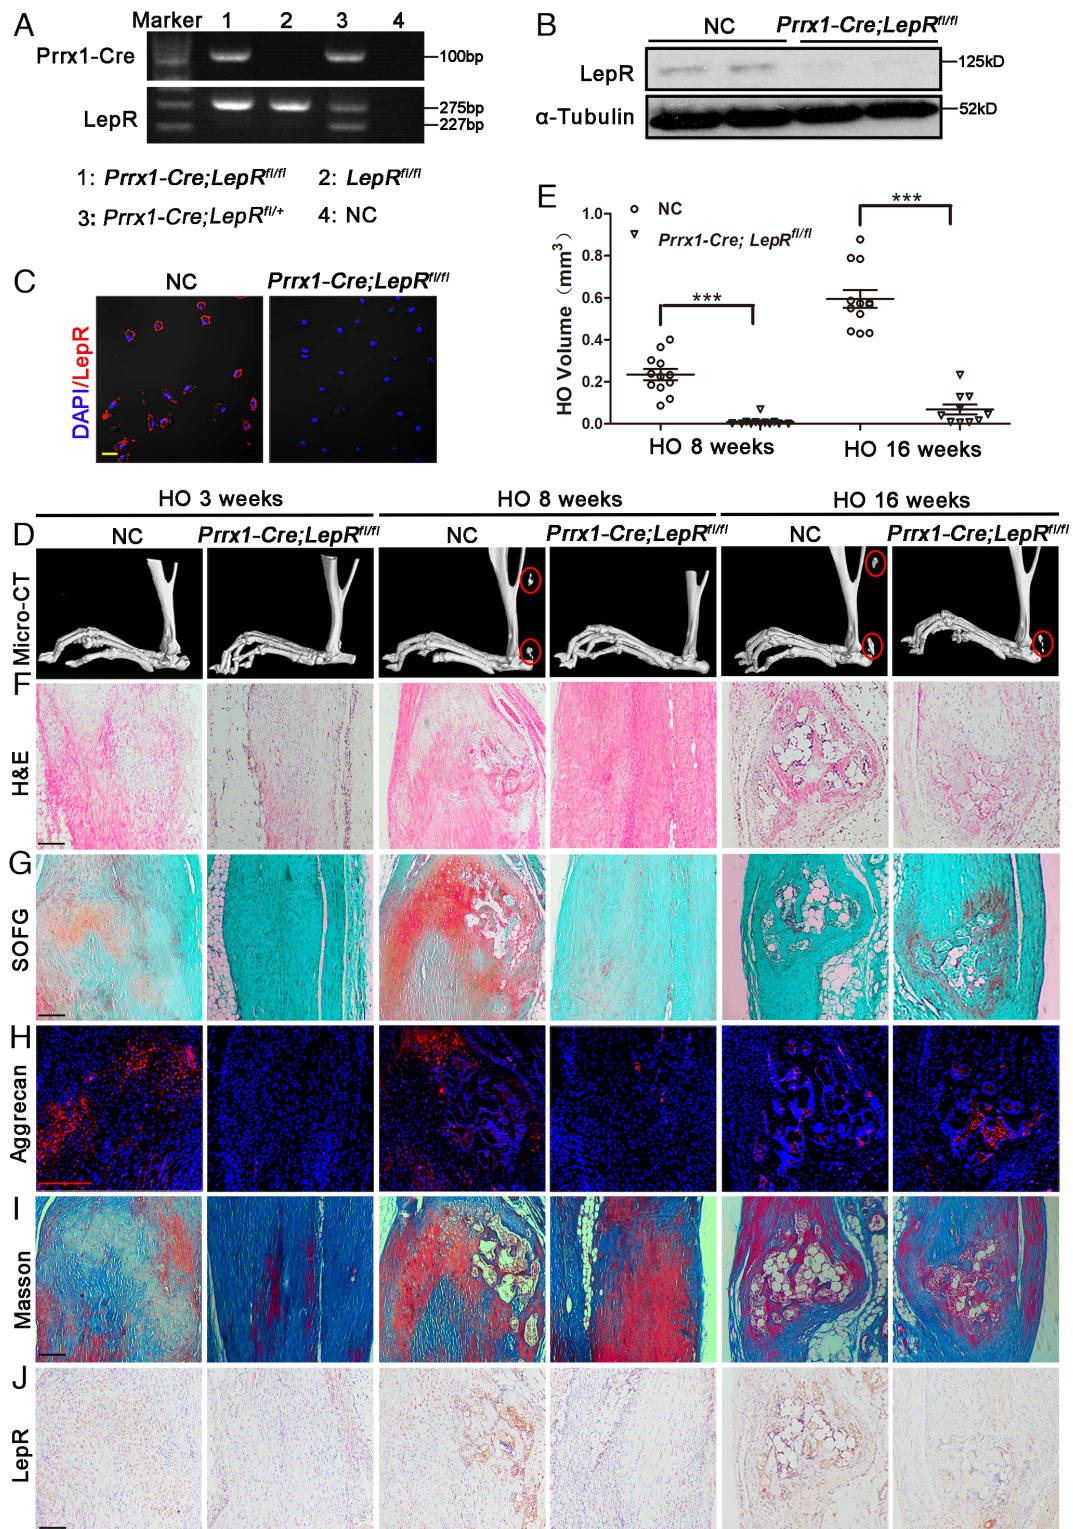 A
Marker 1 2 3 4
Prrx1-Cre
100bp
LepR
275bp
227bp
1: Prrx1-Cre;LepRfl/fl 2: LepRfl/fl
3: Prrx1-Cre;LepRfl/+ 4: NC
B
NC Prrx1-Cre;LepRfl/fl
LepR
125kD
α-Tubulin
52kD
C
NC Prrx1-Cre;LepRfl/fl
DAPI/LepR
E
NC
Prrx1-Cre; LepRfl/fl
***
***
HO Volume (mm3)
1.0
0.8
0.6
0.4
0.2
0.0
HO 8 weeks HO 16 weeks
HO 3 weeks HO 8 weeks HO 16 weeks
D
NC Prrx1-Cre;LepRfl/fl NC Prrx1-Cre;LepRfl/fl NC Prrx1-Cre;LepRfl/fl
Micro-CT
F
H&E
G
SOFG
H
Aggrecan
I
Masson
J
LepR